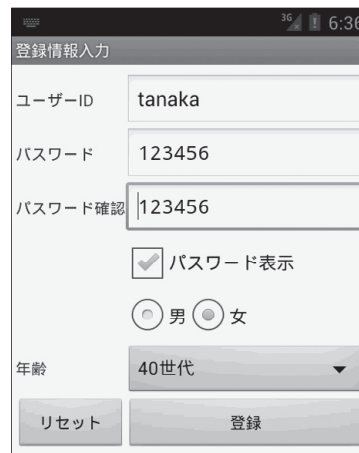 3G 6:36
登録情報入力
ユーザーID tanaka
パスワード 123456
パスワード確認 123456
パスワード表示
男 女
年齢 40世代
リセット 登録